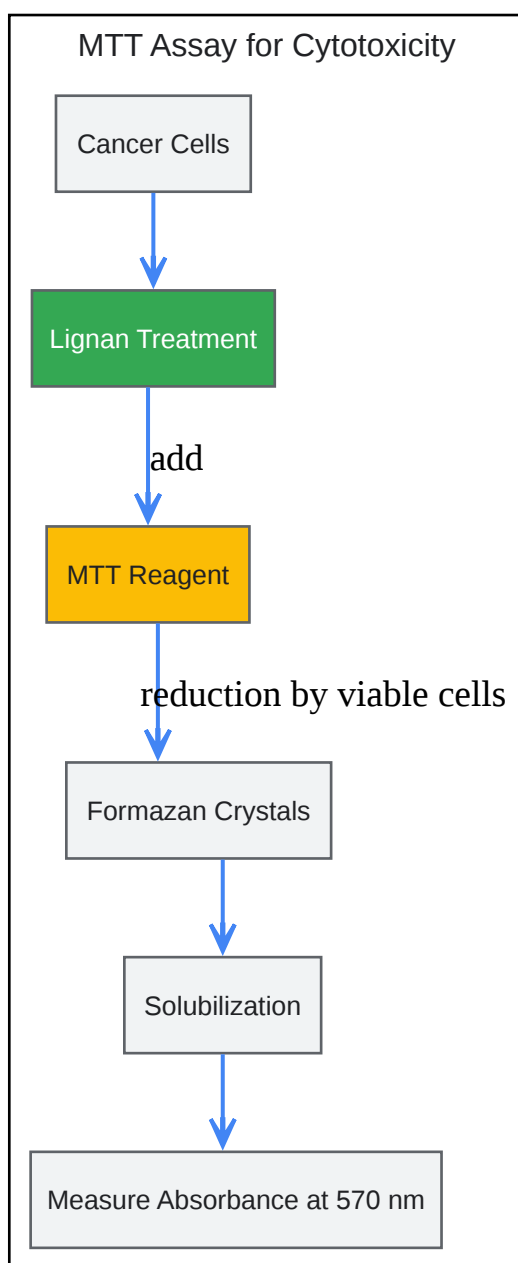 MTT Assay for Cytotoxicity
Cancer Cells
Lignan Treatment
add
MTT Reagent
reduction by viable cells
Formazan Crystals
Solubilization
Measure Absorbance at 570 nm